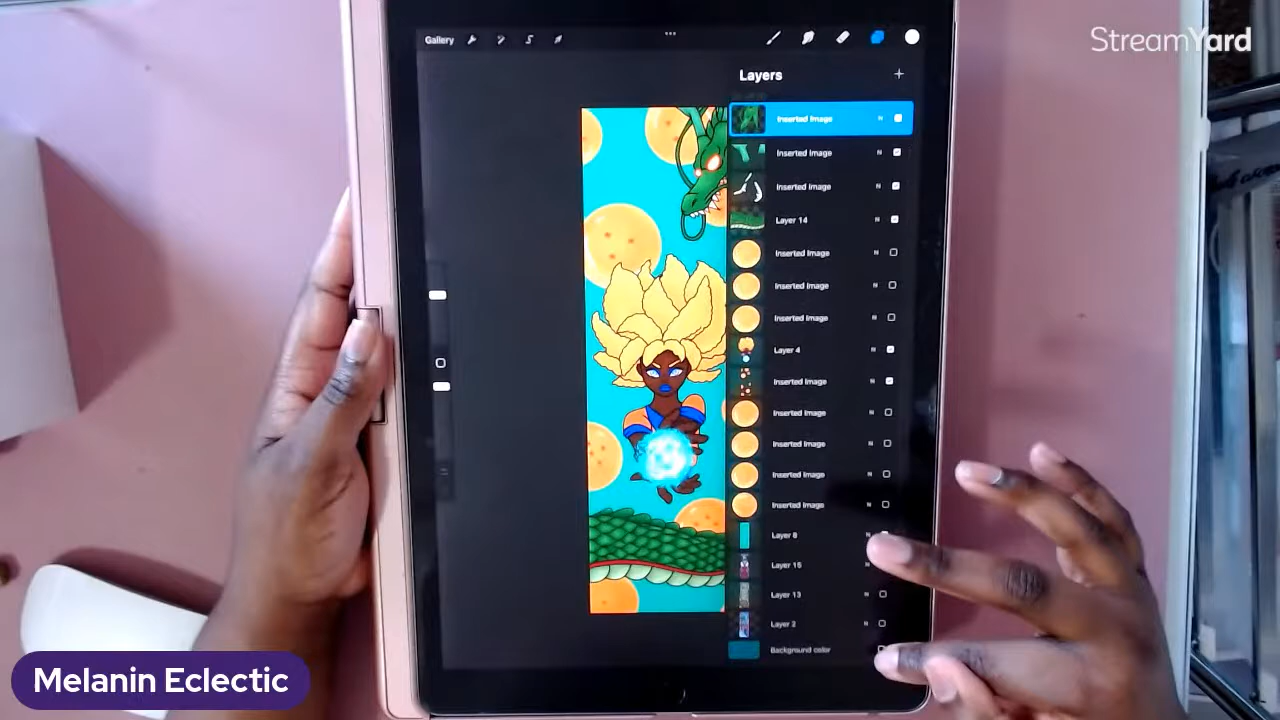 StreamYard
Gallery
Layers
Inserted Image
Inserted Image
Inserted Image
Layer 14
Inserted Image
Inserted Image
Inserted Image
Layer 4
Inserted Image
Inserted Image
Inserted Image
Inserted Image
Inserted Image
Layer 8
Layer 15
Layer 13
Layer 2
Background color
Melanin Eclectic